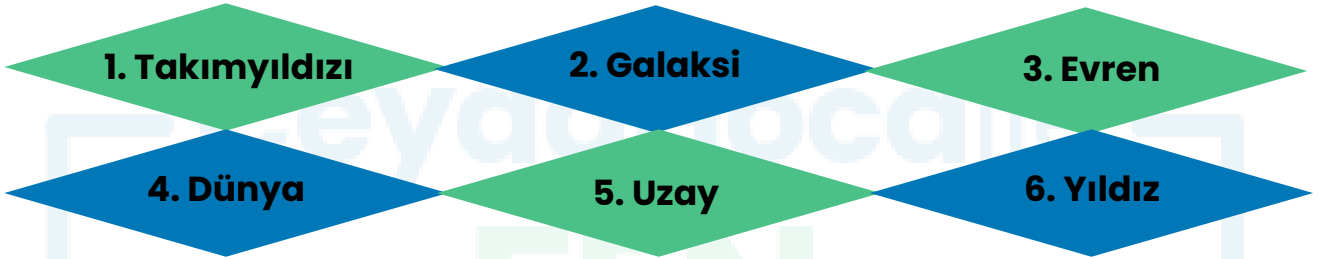 1. Takımyıldızı
2. Galaksi
3. Evren
4. Dünya
5. Uzay
6. Yıldız